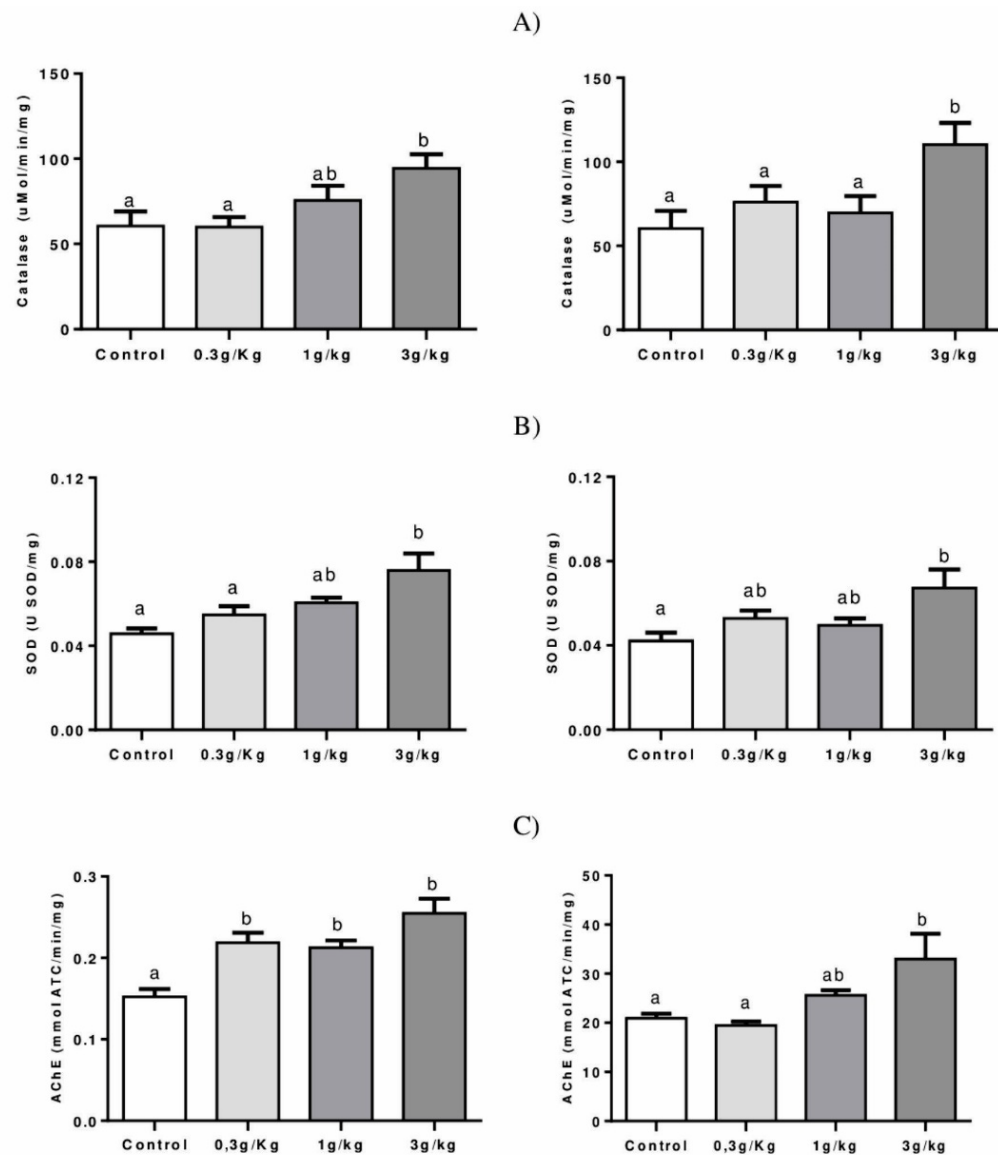 A)
Catalase (uMol/min/mg)
150
100
50
0
a
a
ab
b
Control
0.3g/Kg
1g/kg
3g/kg
Catalase (uMol/min/mg)
150
100
50
0
a
a
a
b
Control
0.3g/Kg
1g/kg
3g/kg
B)
SOD (U SOD/mg)
0.12
0.08
0.04
0.00
a
a
ab
b
Control
0.3g/Kg
1g/kg
3g/kg
SOD (U SOD/mg)
0.12
0.08
0.04
0.00
a
ab
ab
b
Control
0.3g/Kg
1g/kg
3g/kg
C)
AChE (mmol ATC/min/mg)
0.3
0.2
0.1
0.0
a
b
b
b
Control
0,3g/Kg
1g/kg
3g/kg
AChE (mmol ATC/min/mg)
50
40
30
20
10
0
a
a
ab
b
Control
0,3g/Kg
1g/kg
3g/kg